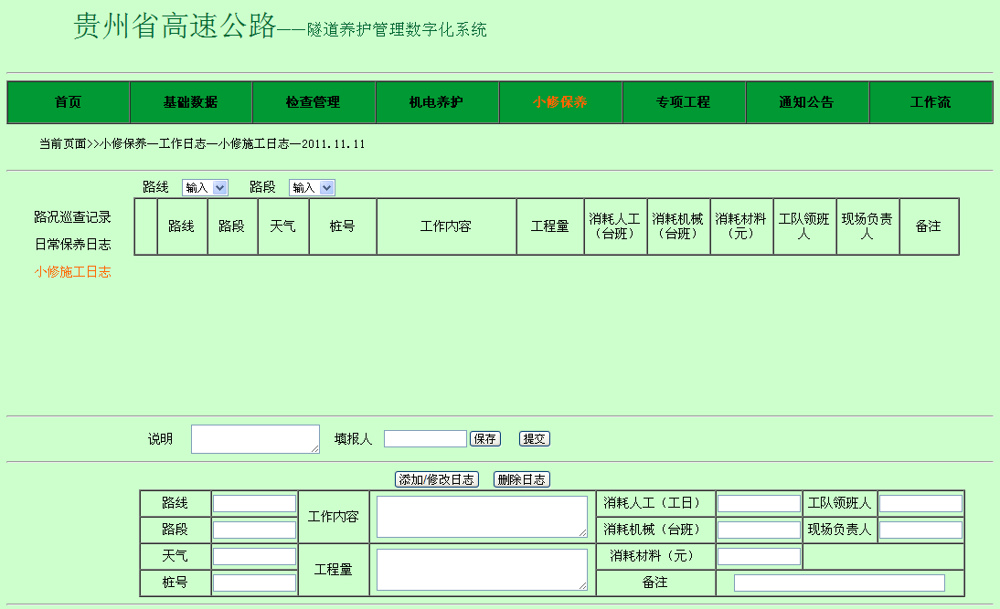 贵州省高速公路——隧道养护管理数字化系统
首页 基础数据 检查管理 机电养护 小修保养 专项工程 通知公告 工作流
当前页面>>小修保养—工作日志—小修施工日志—2011.11.11
路线 输入 路段 输入
路况巡查记录
日常保养日志
小修施工日志
路线 路段 天气 桩号 工作内容 工程量 消耗人工（台班） 消耗机械（台班） 消耗材料（元） 工队领班人 现场负责人 备注
说明 填报人 保存 提交
添加/修改日志 删除日志
路线 工作内容 消耗人工（工日） 工队领班人
路段 消耗机械（台班） 现场负责人
天气 工程量 消耗材料（元）
桩号 备注